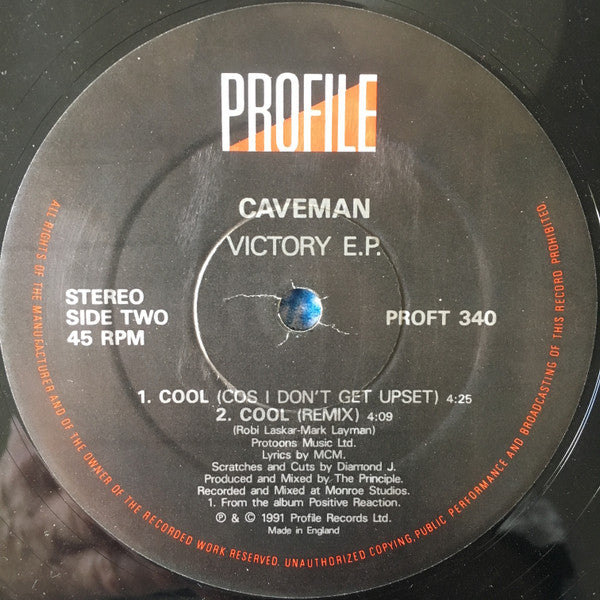 PROFILE
CAVEMAN
VICTORY E.P.
STEREO
SIDE TWO
45 RPM
PROFT 340
1. COOL (COS I DON'T GET UPSET) 4:25
2. COOL (REMIX) 4:09
(Robi Laskar-Mark Layman)
Protoons Music Ltd.
Lyrics by MCM.
Scratches and Cuts by Diamond J.
Produced and Mixed by The Principle.
Recorded and Mixed at Monroe Studios.
1. From the album Positive Reaction.
℗ & © 1991 Profile Records Ltd.
Made in England
ALL RIGHTS OF THE MANUFACTURER AND OF THE OWNER OF THE RECORDED WORK RESERVED. UNAUTHORIZED COPYING, PUBLIC PERFORMANCE AND BROADCASTING OF THIS RECORD PROHIBITED.